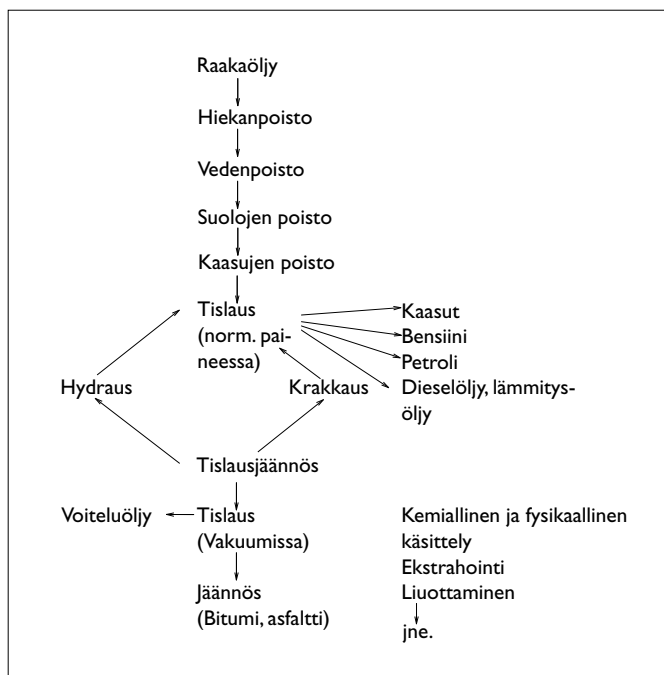 Raakaöljy
Hiekanpoisto
Vedenpoisto
Suolojen poisto
Kaasujen poisto
Tislaus
(norm. pai-
neessa)
Kaasut
Bensiini
Petroli
Dieselöljy, lämmitys-
öljy
Hydraus
Krakkaus
Tislausjäännös
Voiteluöljy
Tislaus
(Vakuumissa)
Jäännös
(Bitumi, asfaltti)
Kemiallinen ja fysikaallinen
käsittely
Ekstrahointi
Liuottaminen
jne.